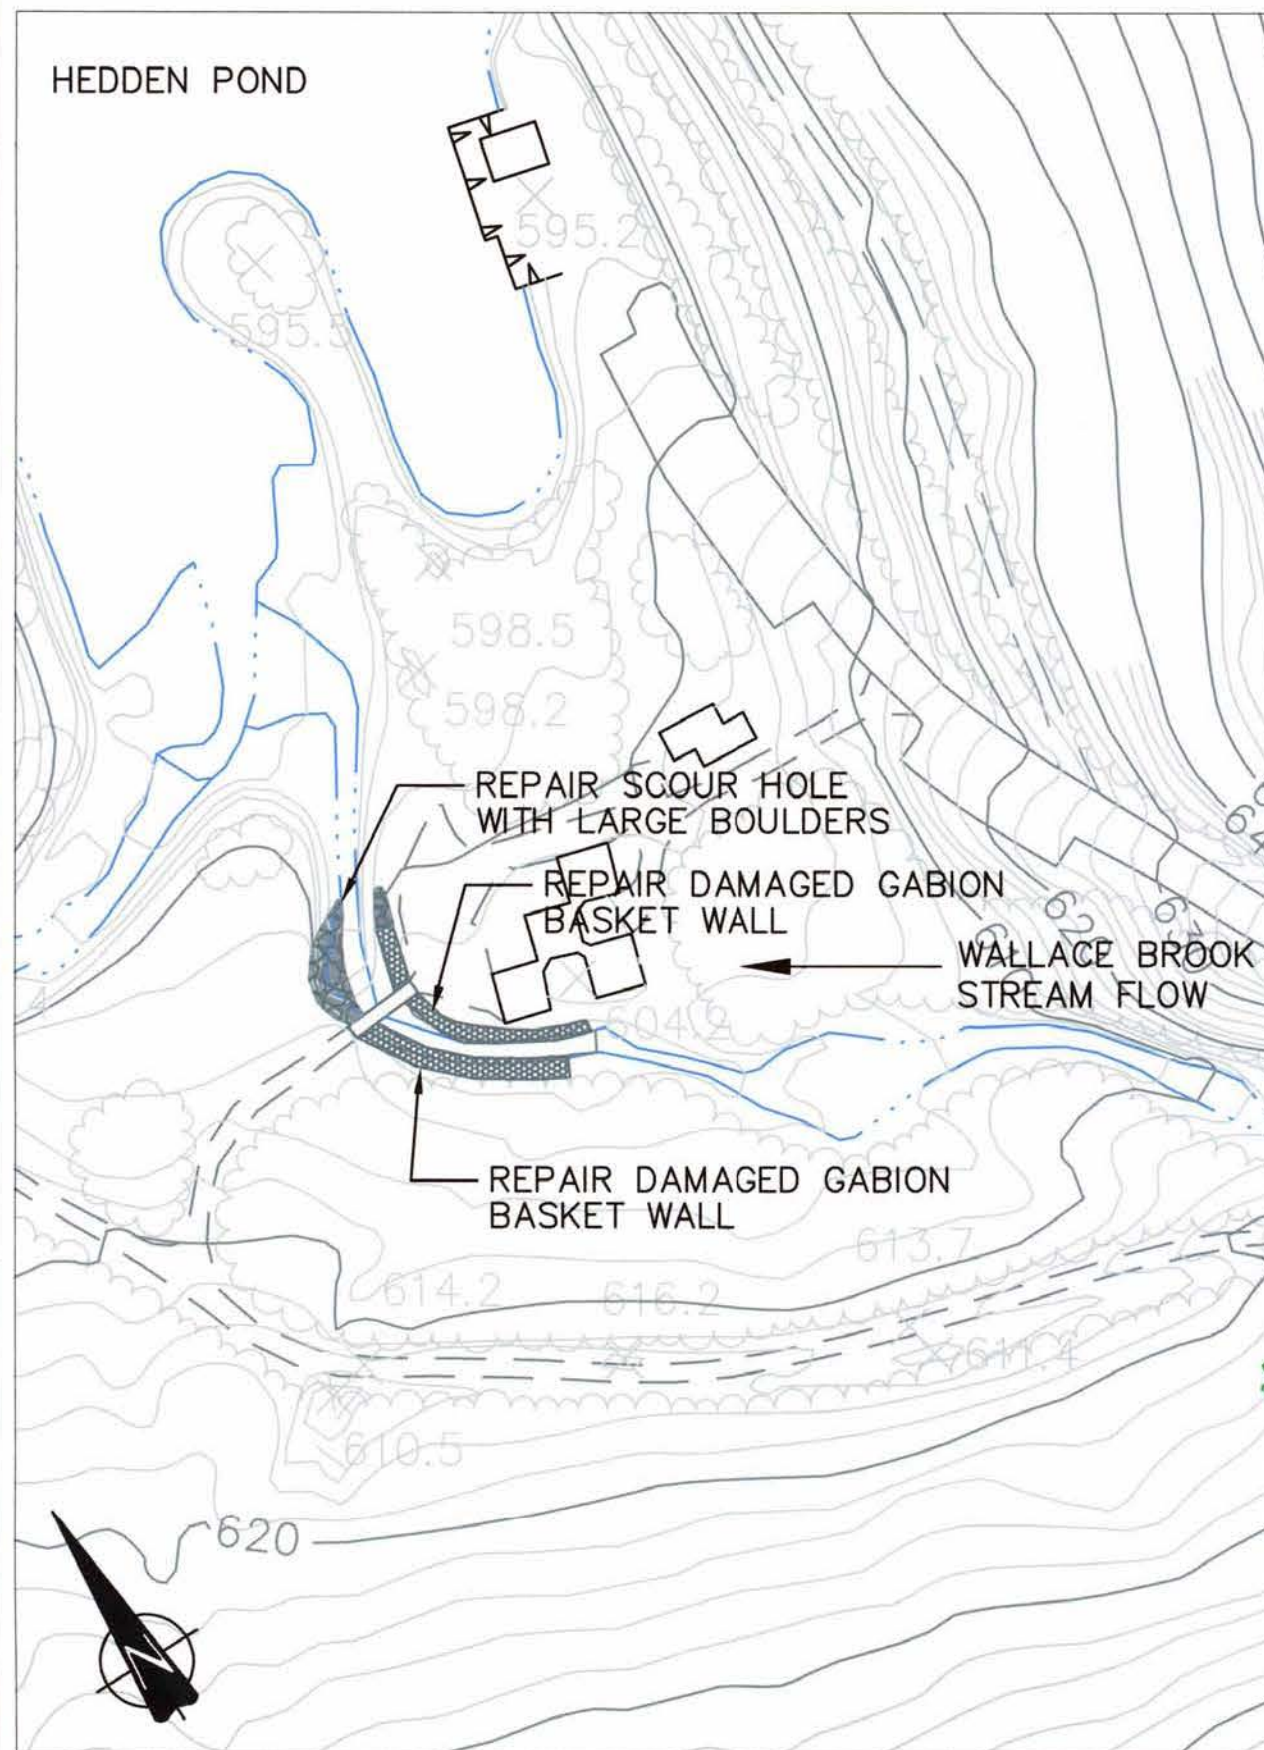 HEDDEN POND
595.2
595.5
598.5
598.2
REPAIR SCOUR HOLE
WITH LARGE BOULDERS
REPAIR DAMAGED GABION
BASKET WALL
620
630
WALLACE BROOK
STREAM FLOW
604.2
REPAIR DAMAGED GABION
BASKET WALL
613.7
614.2
616.2
611.4
610.5
620
N